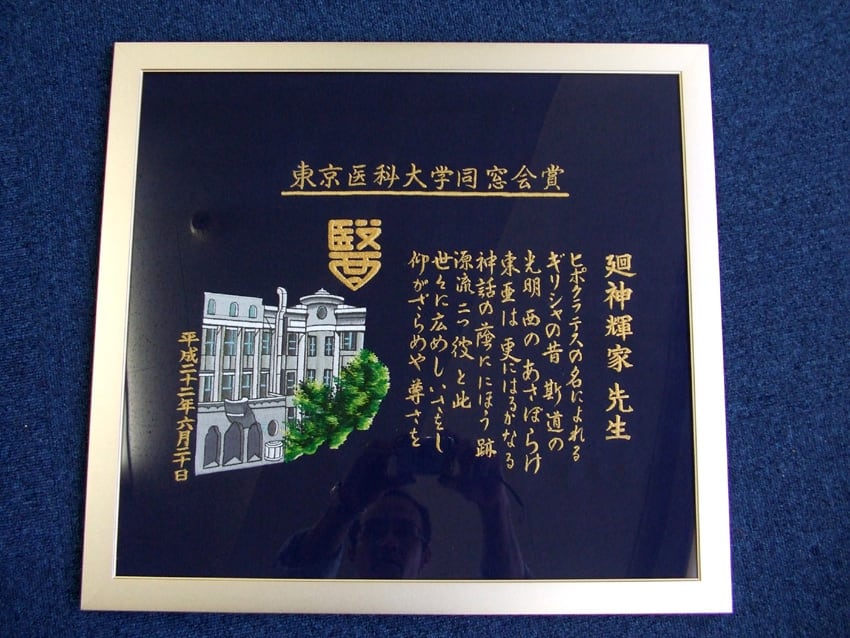 東京医科大学同窓会賞
醫
廻神輝家 先生
ヒポクラテスの名によれる
ギリシャの昔 斯道の
光明 西の あさぼらけ
東亜は 更にはるかなる
神話の蔭ににほう 跡
源流二つ 彼と此
世々に広めし いさをし
仰がざらめや 尊さを
平成二十二年六月二十日